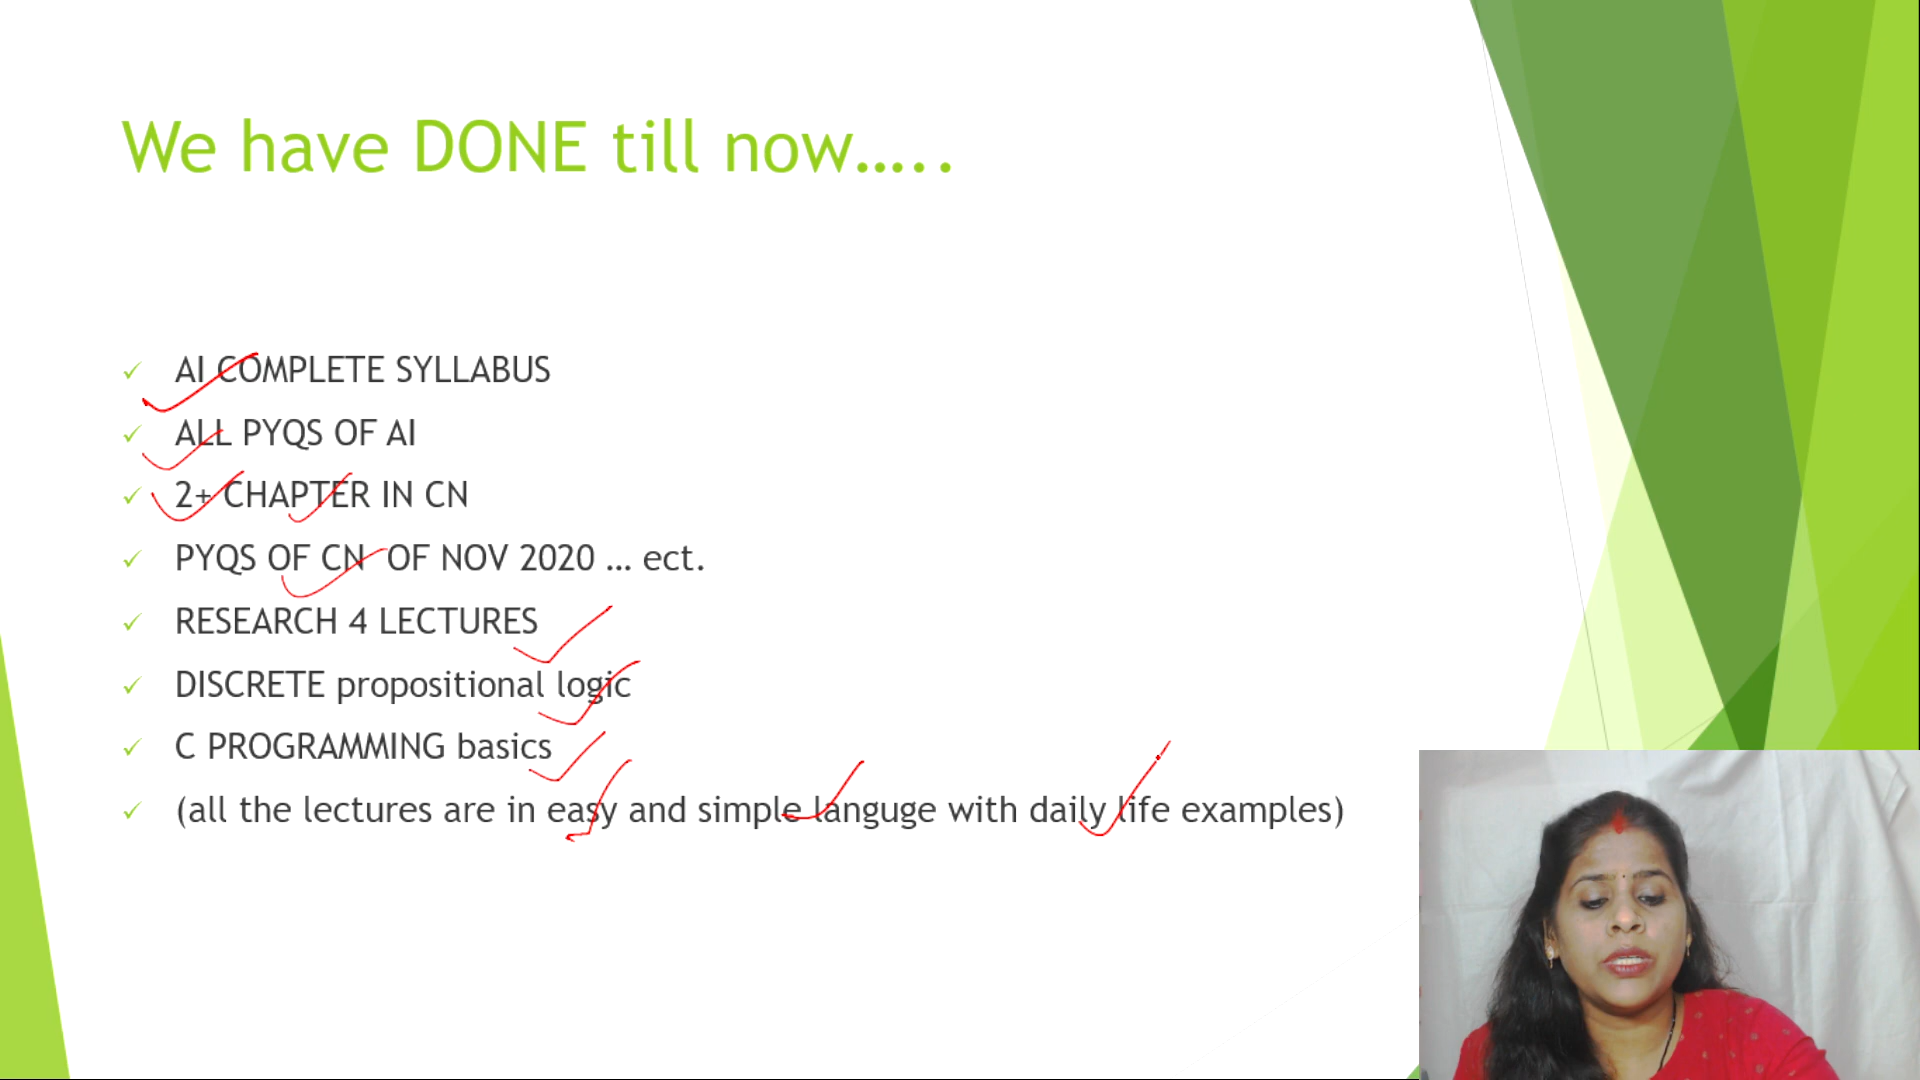 We have DONE till now.....
AI COMPLETE SYLLABUS
ALL PYQS OF AI
2+ CHAPTER IN CN
PYQS OF CN OF NOV 2020 ... ect.
RESEARCH 4 LECTURES
DISCRETE propositional logic
C PROGRAMMING basics
(all the lectures are in easy and simple languge with daily life examples)